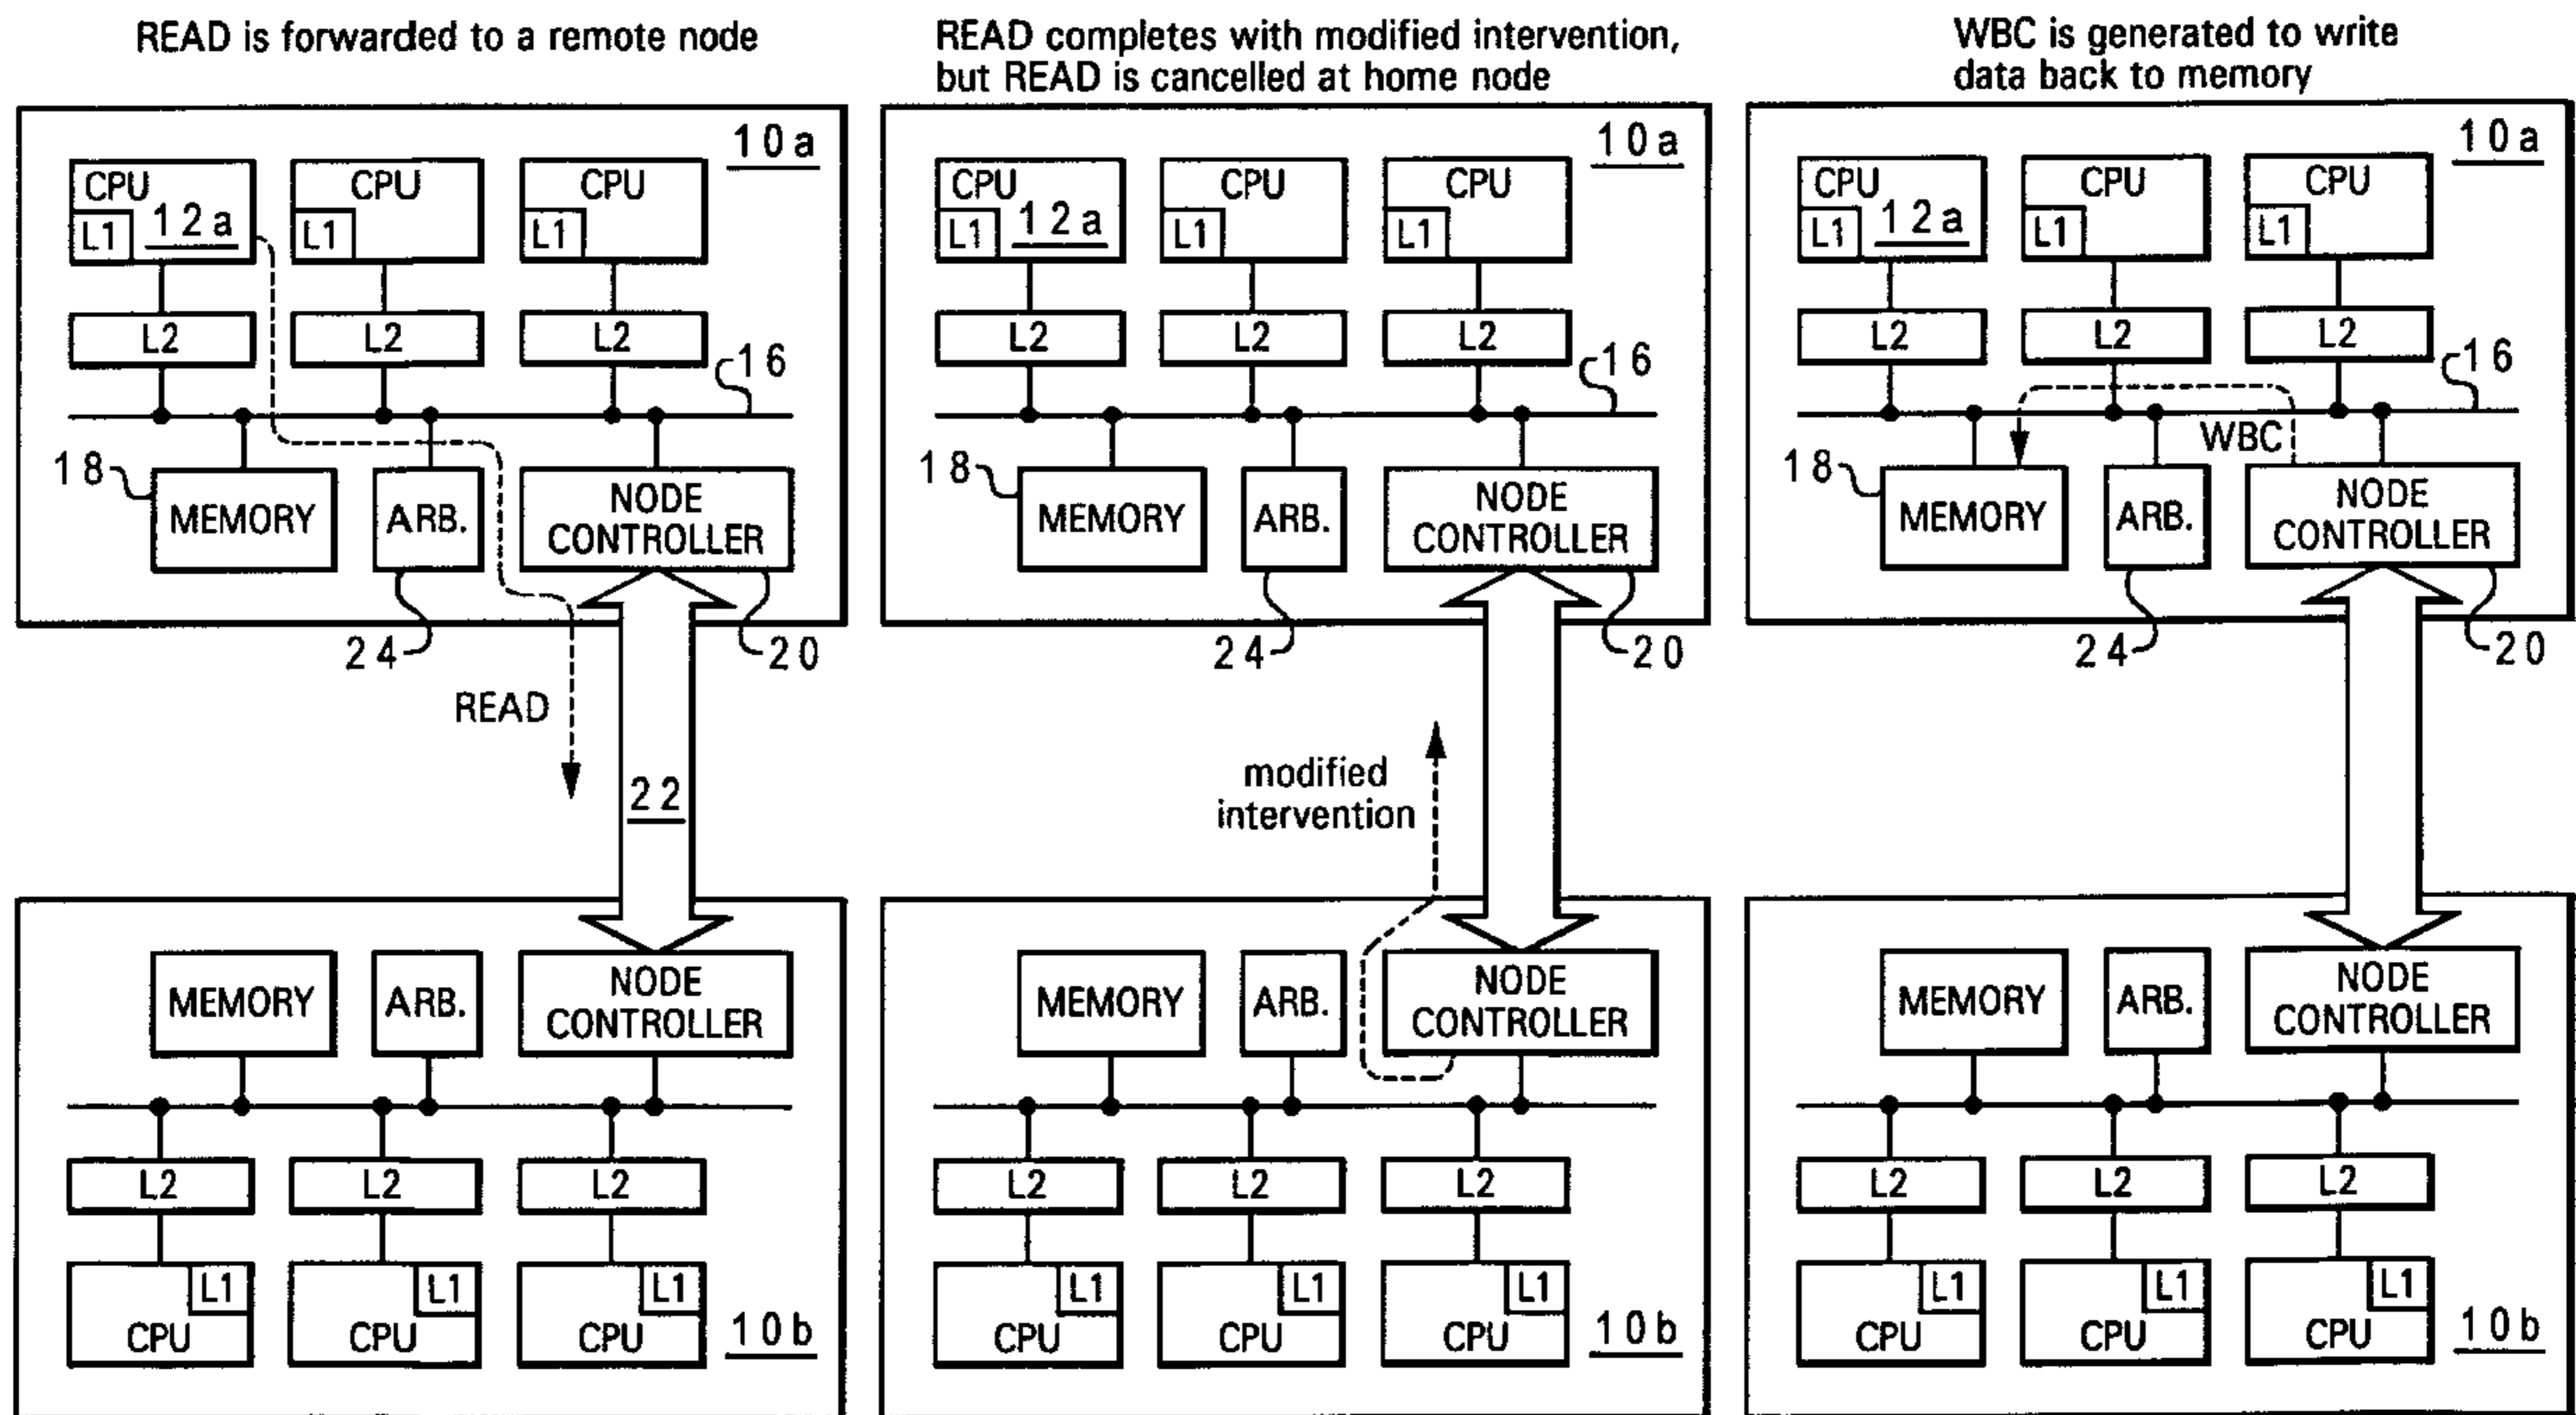 READ is forwarded to a remote node
10a
CPU
L1
12a
CPU
L1
CPU
L1
L2
L2
L2
16
18
MEMORY
ARB.
NODE
CONTROLLER
24
20
READ
22
MEMORY
ARB.
NODE
CONTROLLER
L2
L2
L2
L1
CPU
L1
CPU
L1
CPU
10b
READ completes with modified intervention,
but READ is cancelled at home node
10a
CPU
L1
12a
CPU
L1
CPU
L1
L2
L2
L2
16
18
MEMORY
ARB.
NODE
CONTROLLER
24
20
modified
intervention
MEMORY
ARB.
NODE
CONTROLLER
L2
L2
L2
L1
CPU
L1
CPU
L1
CPU
10b
WBC is generated to write
data back to memory
10a
CPU
L1
12a
CPU
L1
CPU
L1
L2
L2
L2
16
WBC
18
MEMORY
ARB.
NODE
CONTROLLER
24
20
MEMORY
ARB.
NODE
CONTROLLER
L2
L2
L2
L1
CPU
L1
CPU
L1
CPU
10b